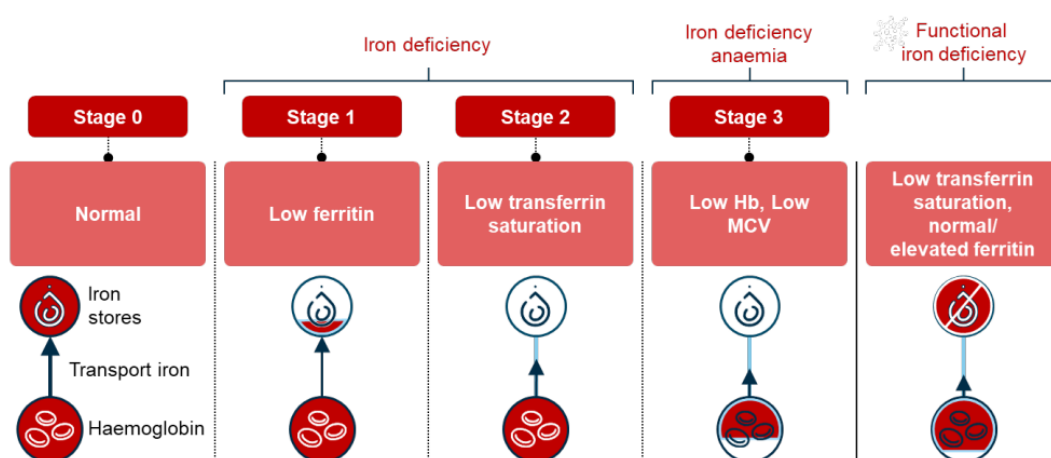 Iron deficiency
Iron deficiency
anaemia
Functional
iron deficiency
Stage 0
Stage 1
Stage 2
Stage 3
Normal
Low ferritin
Low transferrin
saturation
Low Hb, Low
MCV
Low transferrin
saturation,
normal/
elevated ferritin
Iron
stores
Transport iron
Haemoglobin